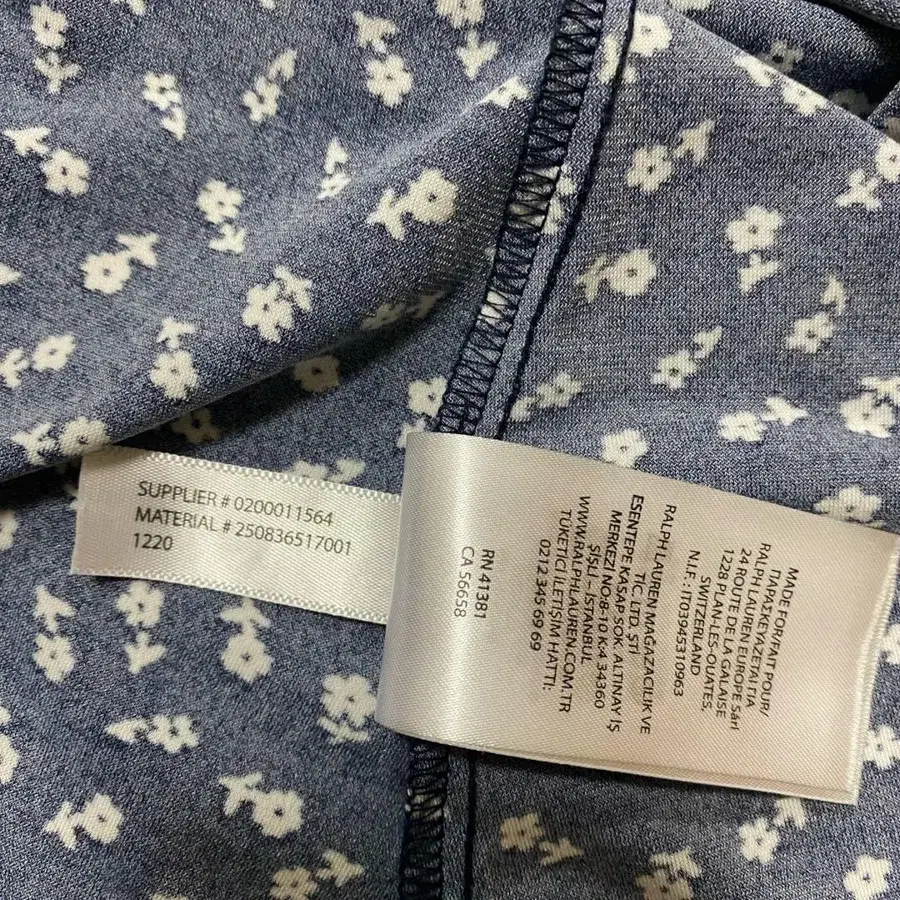 SUPPLIER # 0200011564
MATERIAL # 250836517001
1220
RN 41381
CA 56658
MADE FOR/FAIT POUR/
ΠΑΡΑΣΚΕΥΑΖΕΤΑΙ ΓΙΑ
RALPH LAUREN EUROPE Sárl
24 ROUTE DE LA GALAISE
1228 PLAN-LES-OUATES,
SWITZERLAND
N.I.F.: IT03945310963
RALPH LAUREN MAĞAZACILIK VE
TİC. LTD. ŞTİ
ESENTEPE KASAP SOK. ALTINAY İŞ
MERKEZİ NO:8-10 K:4 34360
ŞİŞLİ – İSTANBUL
WWW.RALPHLAUREN.COM.TR
TÜKETİCİ İLETİŞİM HATTI:
0212 345 69 69